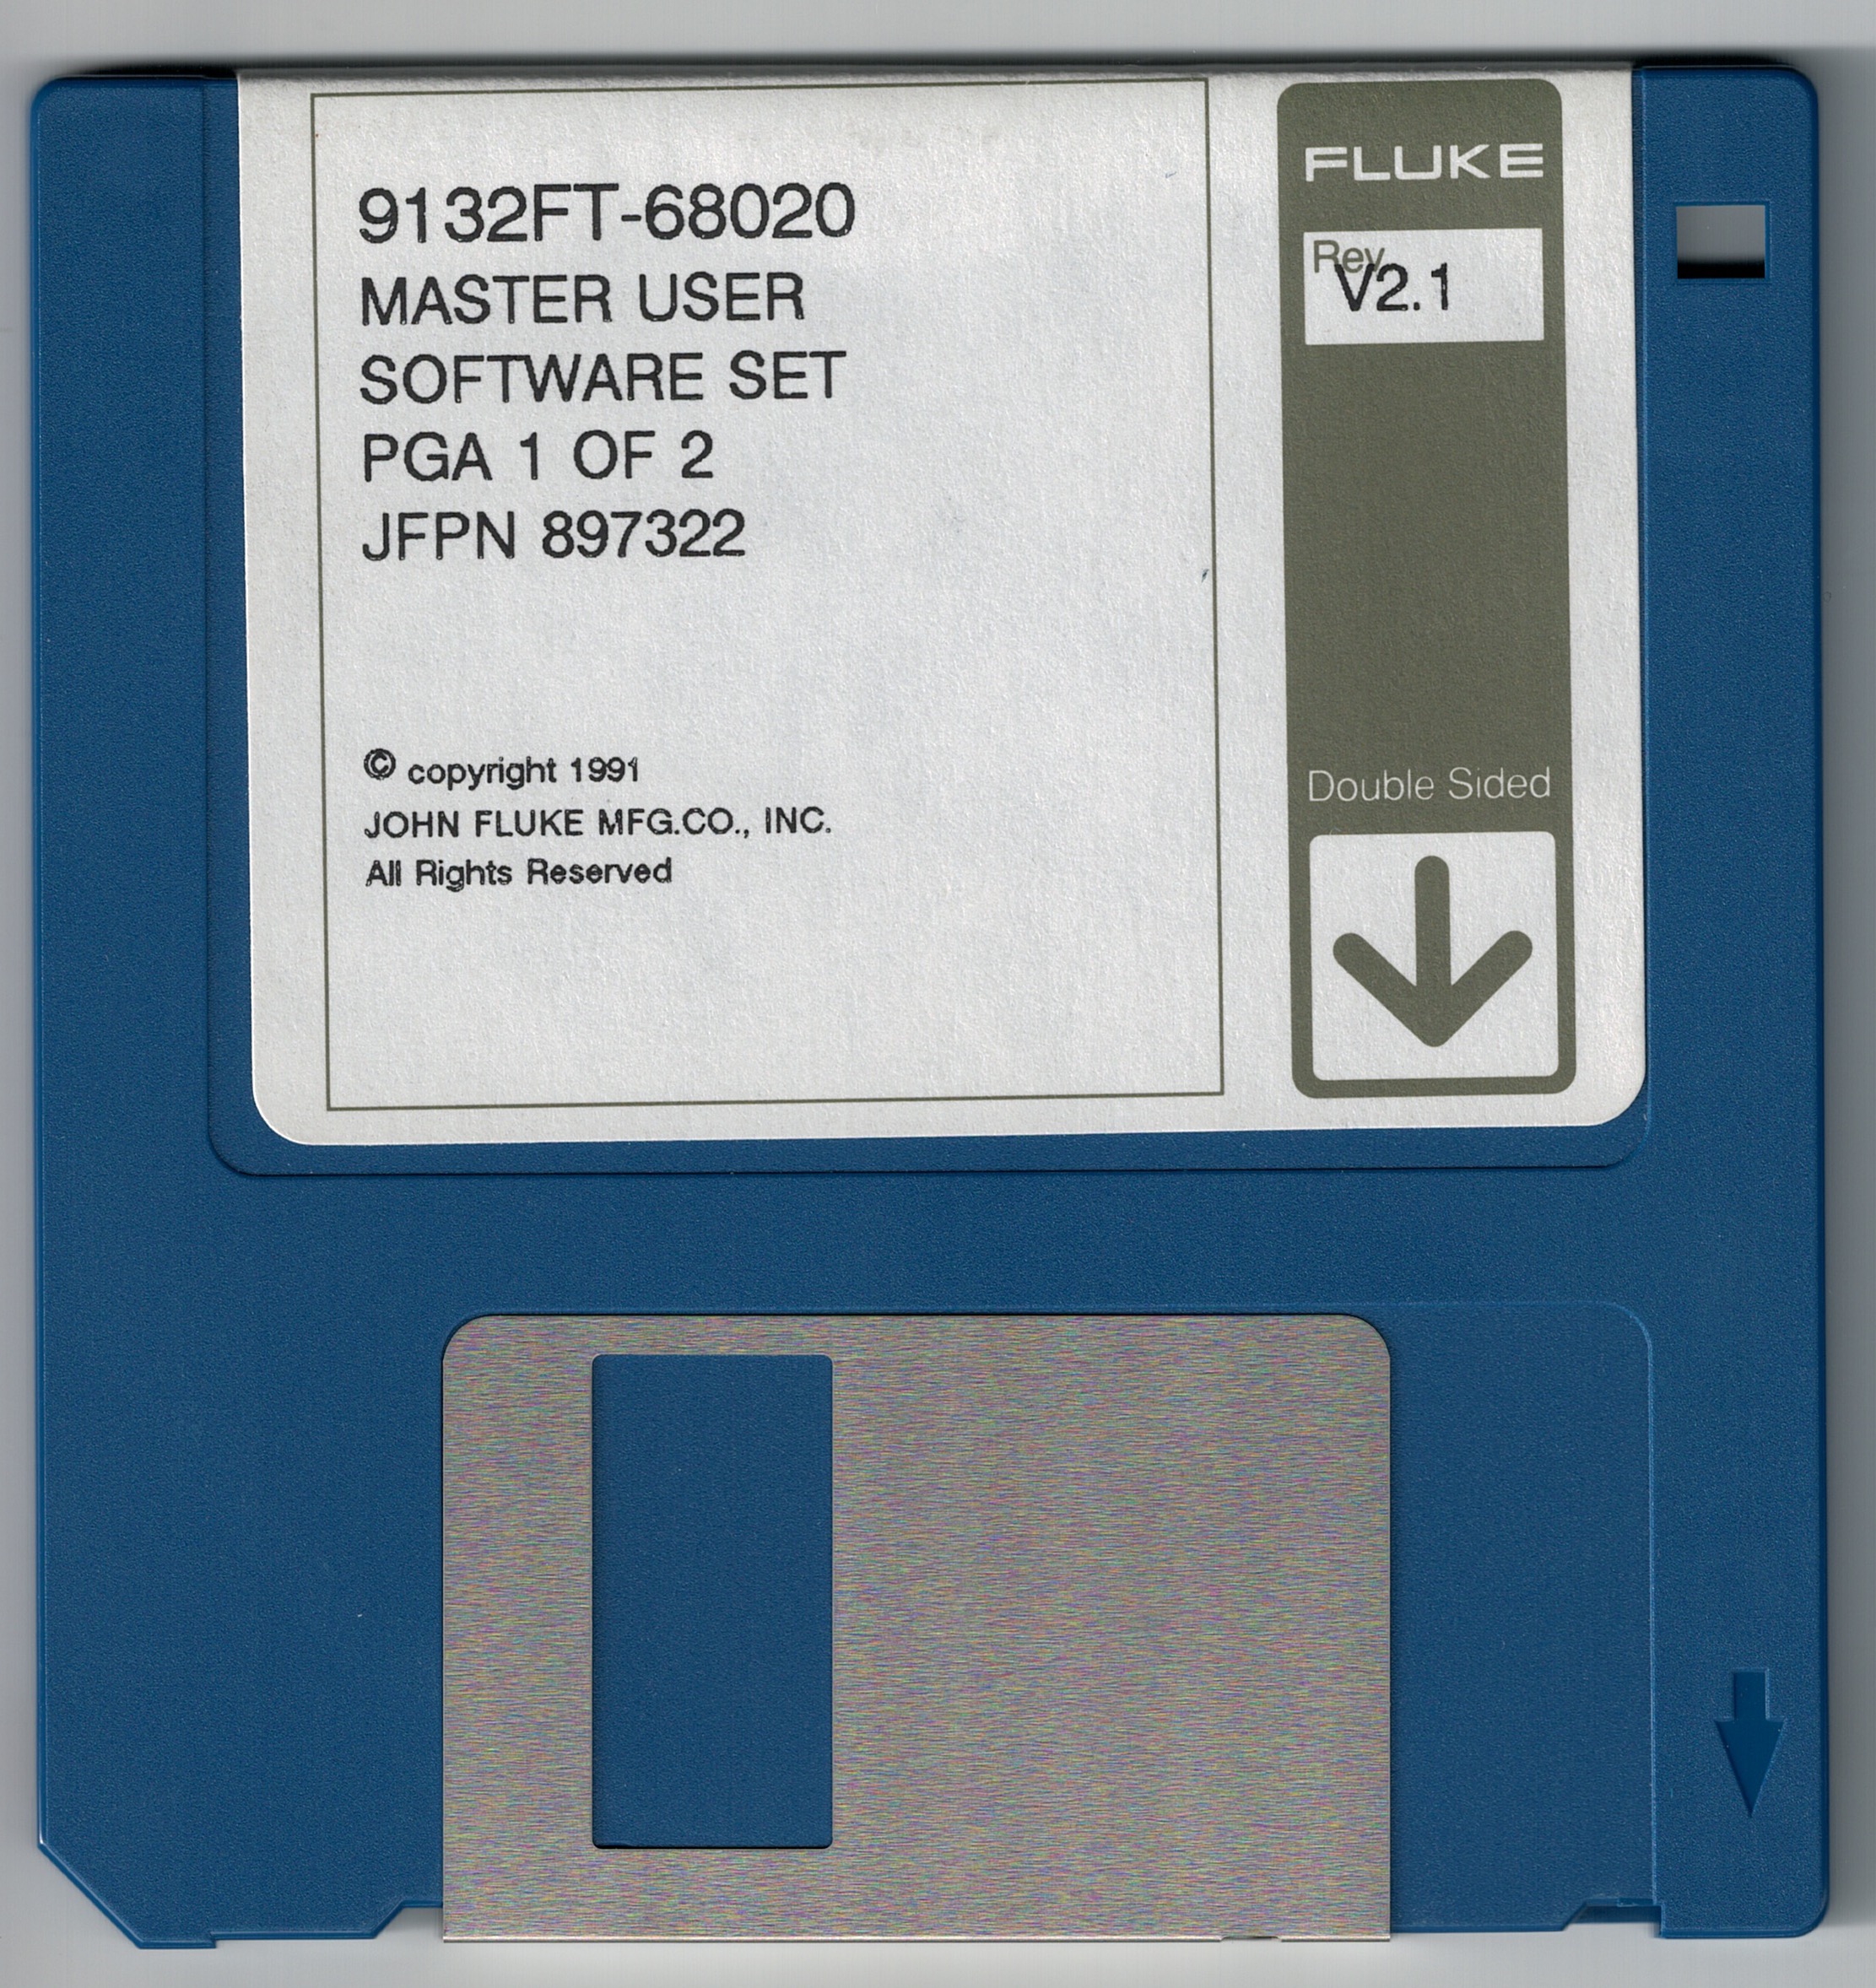 9132FT-68020
MASTER USER
SOFTWARE SET
PGA 1 OF 2
JFPN 897322
© copyright 1991
JOHN FLUKE MFG.CO., INC.
All Rights Reserved
FLUKE
Rev
V2.1
Double Sided